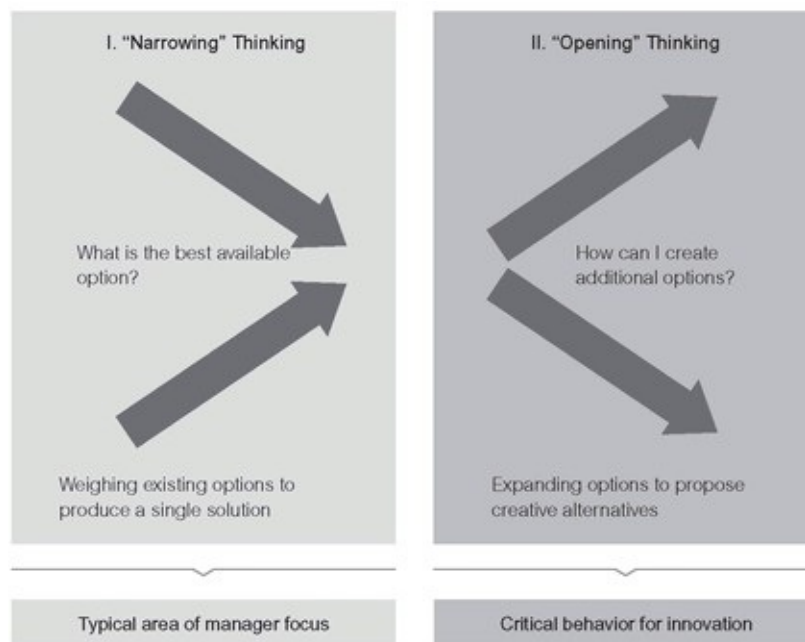 I. “Narrowing” Thinking
What is the best available
option?
Weighing existing options to
produce a single solution
Typical area of manager focus
II. “Opening” Thinking
How can I create
additional options?
Expanding options to propose
creative alternatives
Critical behavior for innovation